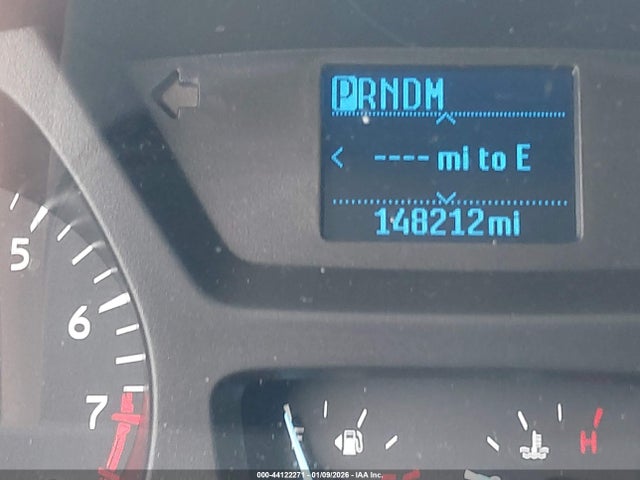 PRNDM
< ---- mi to E
148212mi
5
6
7
H
000-44122271 - 01/09/2026 - IAA Inc.